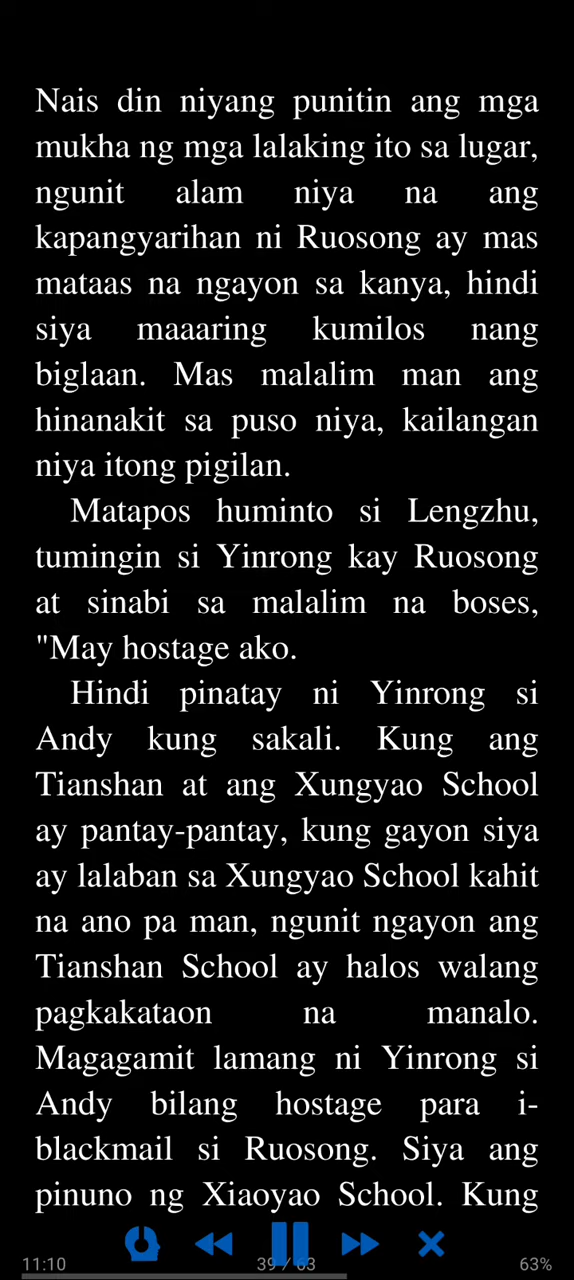 Nais din niyang punitin ang mga
mukha ng mga lalaking ito sa lugar,
ngunit alam niya na ang
kapangyarihan ni Ruosong ay mas
mataas na ngayon sa kanya, hindi
siya maaaring kumilos nang
biglaan. Mas malalim man ang
hinanakit sa puso niya, kailangan
niya itong pigilan.
Matapos huminto si Lengzhu,
tumingin si Yinrong kay Ruosong
at sinabi sa malalim na boses,
"May hostage ako.
Hindi pinatay ni Yinrong si
Andy kung sakali. Kung ang
Tianshan at ang Xungyao School
ay pantay-pantay, kung gayon siya
ay lalaban sa Xungyao School kahit
na ano pa man, ngunit ngayon ang
Tianshan School ay halos walang
pagkakataon na manalo.
Magagamit lamang ni Yinrong si
Andy bilang hostage para i-
blackmail si Ruosong. Siya ang
pinuno ng Xiaoyao School. Kung
11:10 39 / 63 63%